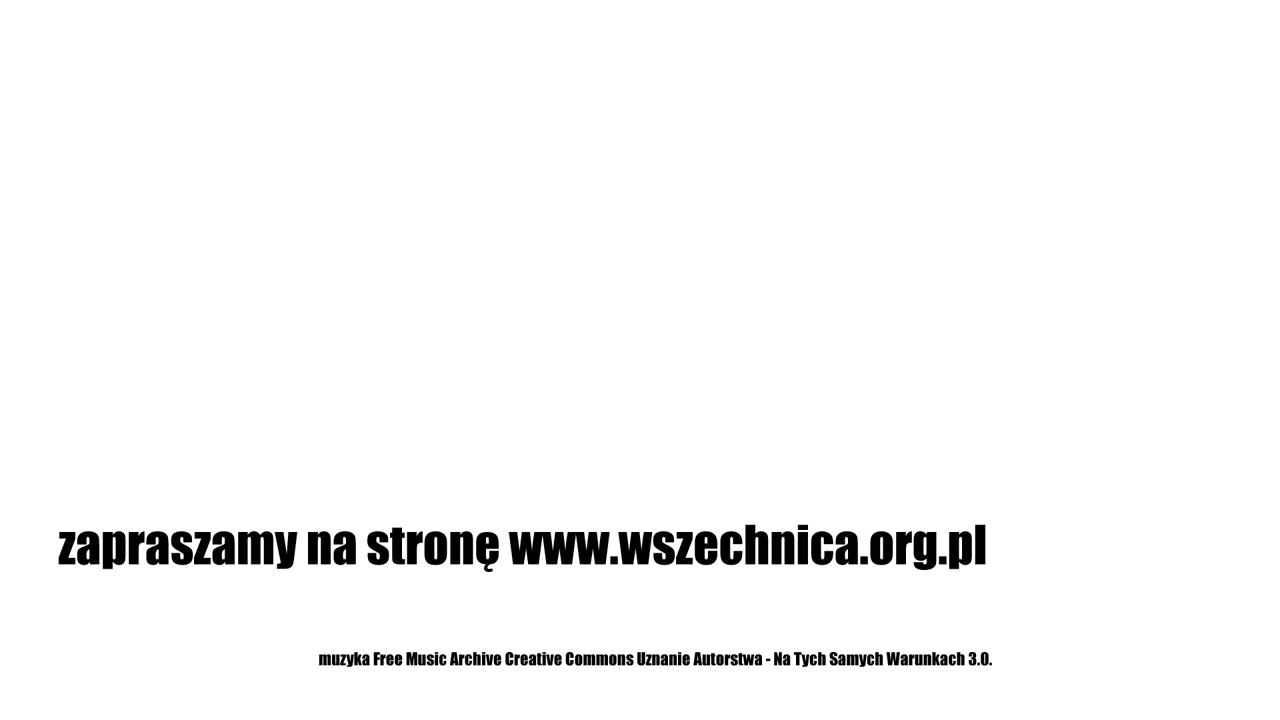 zapraszamy na stronę www.wszechnica.org.pl
muzyka Free Music Archive Creative Commons Uznanie Autorstwa - Na Tych Samych Warunkach 3.0.